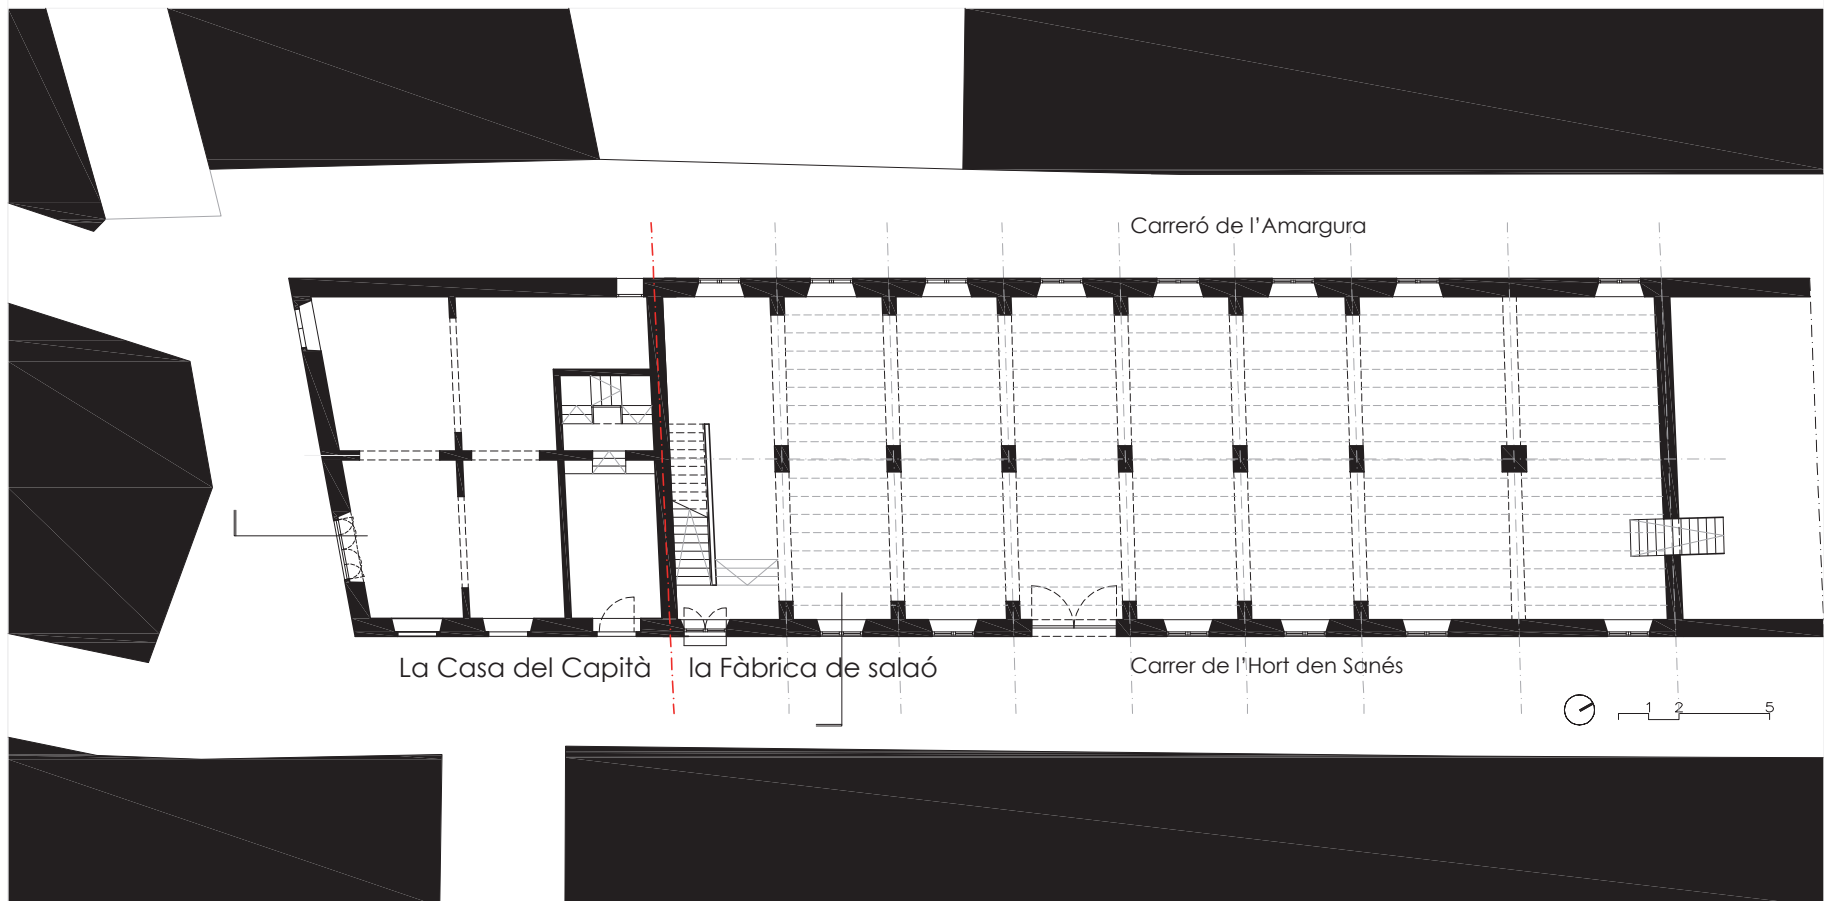 Carreró de l'Amargura
La Casa del Capità
la Fàbrica de salaó
Carrer de l'Hort den Sanés
1 2 5